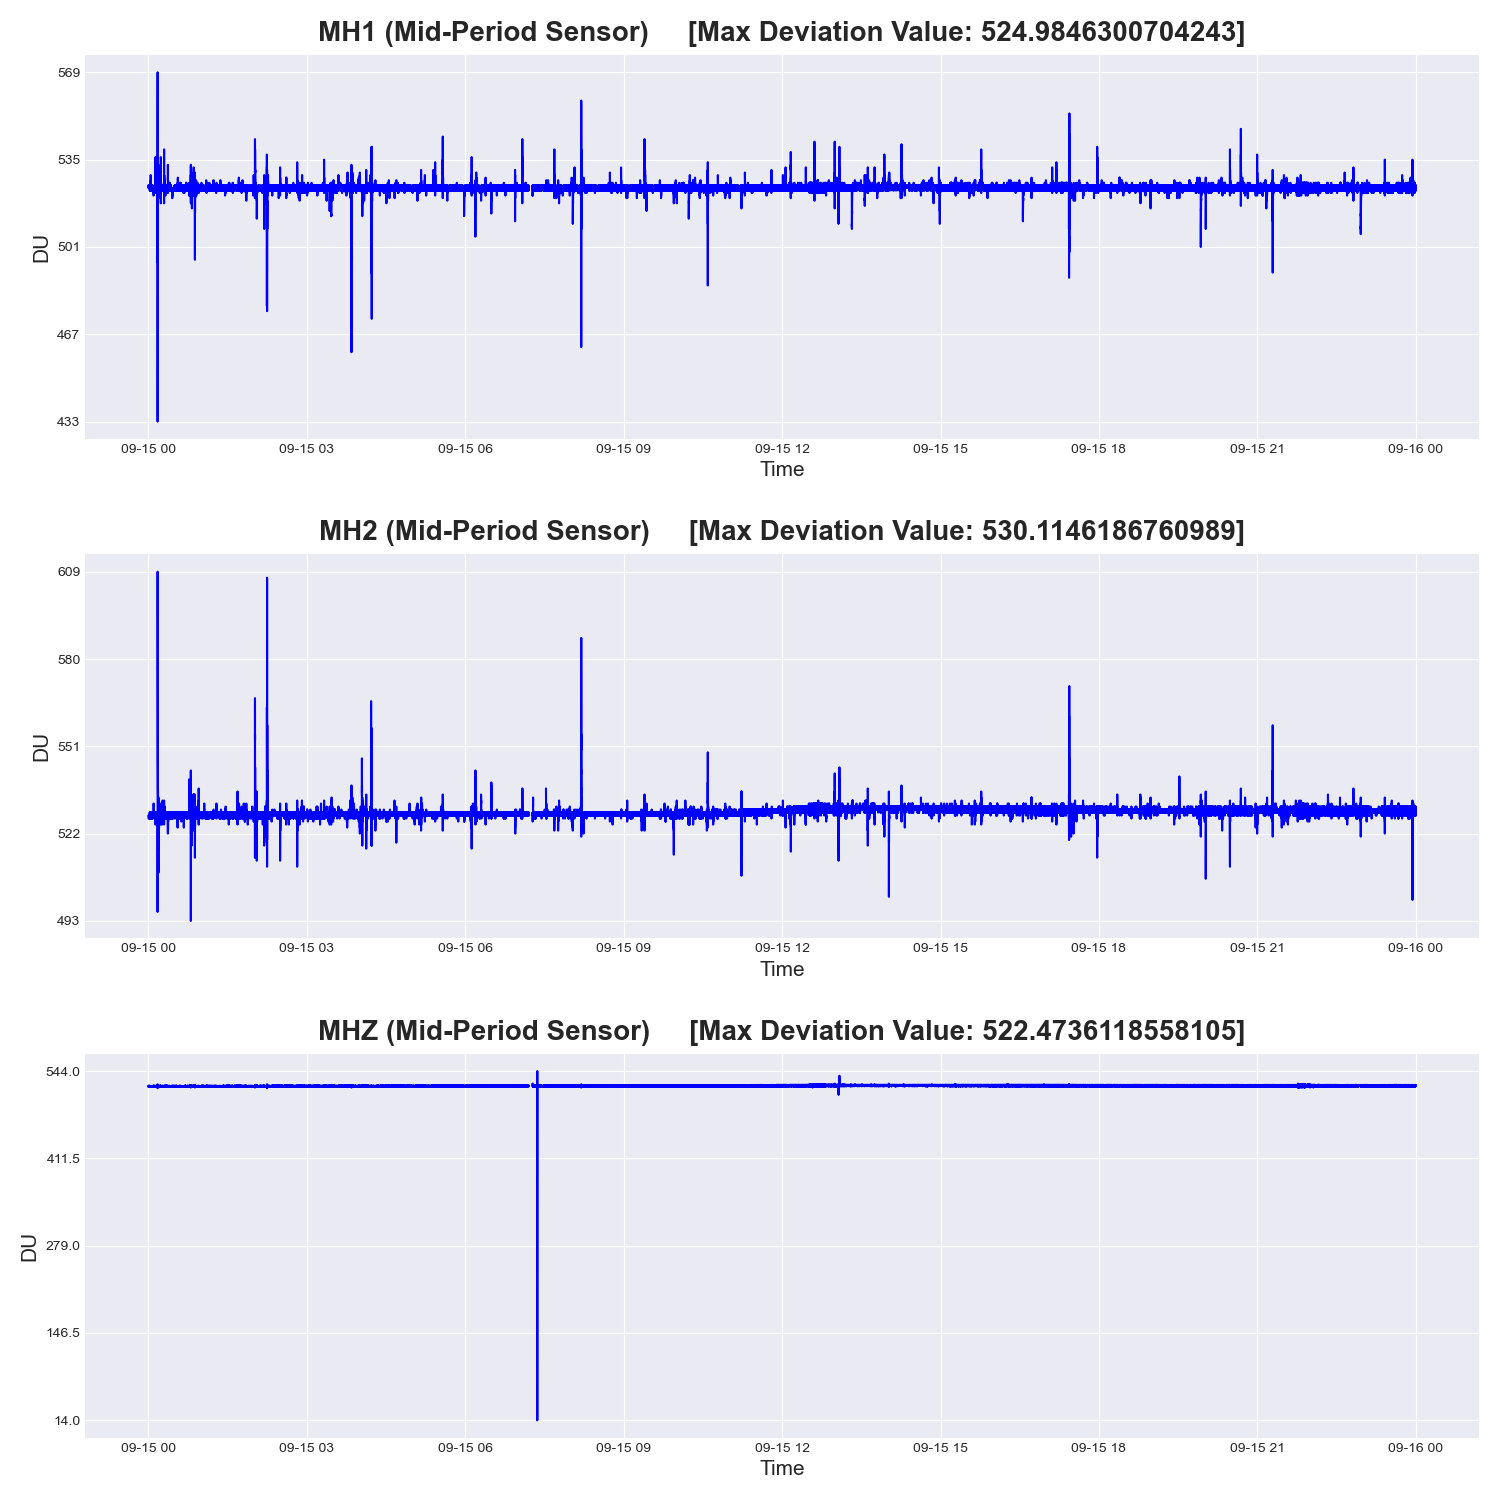 MH1 (Mid-Period Sensor) [Max Deviation Value: 524.9846300704243]
569
535
501
467
433
DU
09-15 00 09-15 03 09-15 06 09-15 09 09-15 12 09-15 15 09-15 18 09-15 21 09-16 00
Time
MH2 (Mid-Period Sensor) [Max Deviation Value: 530.1146186760989]
609
580
551
522
493
DU
09-15 00 09-15 03 09-15 06 09-15 09 09-15 12 09-15 15 09-15 18 09-15 21 09-16 00
Time
MHZ (Mid-Period Sensor) [Max Deviation Value: 522.4736118558105]
544.0
411.5
279.0
146.5
14.0
DU
09-15 00 09-15 03 09-15 06 09-15 09 09-15 12 09-15 15 09-15 18 09-15 21 09-16 00
Time